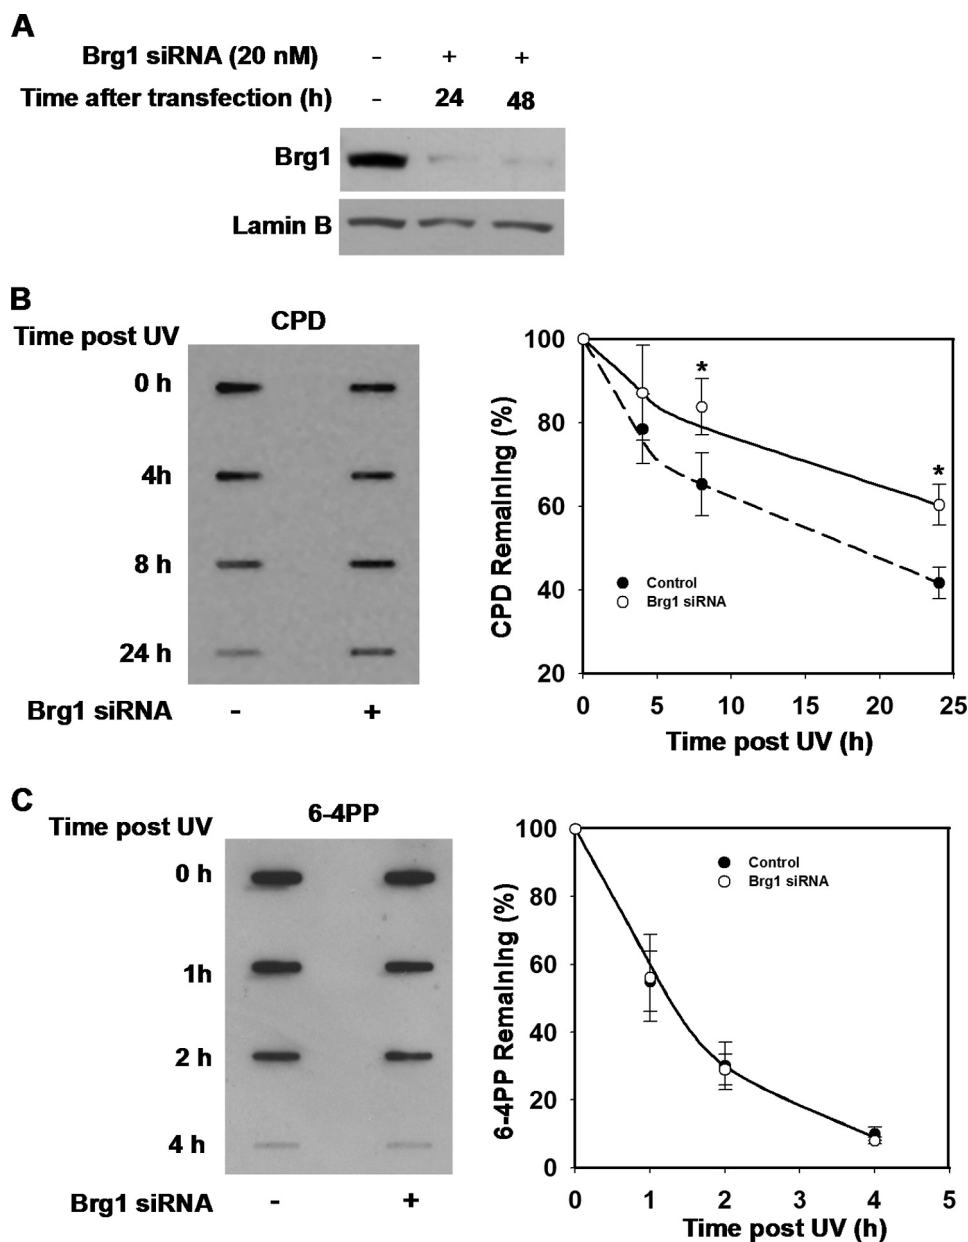 A
Brg1 siRNA (20 nM) - + +
Time after transfection (h) - 24 48
Brg1
Lamin B
B
Time post UV
CPD
0 h
4h
8 h
24 h
Brg1 siRNA - +
CPD Remaining (%)
100
80
60
40
20
*
*
Control
Brg1 siRNA
0 5 10 15 20 25
Time post UV (h)
C
Time post UV
6-4PP
0 h
1h
2 h
4 h
Brg1 siRNA - +
6-4PP Remaining (%)
100
80
60
40
20
0
Control
Brg1 siRNA
0 1 2 3 4 5
Time post UV (h)